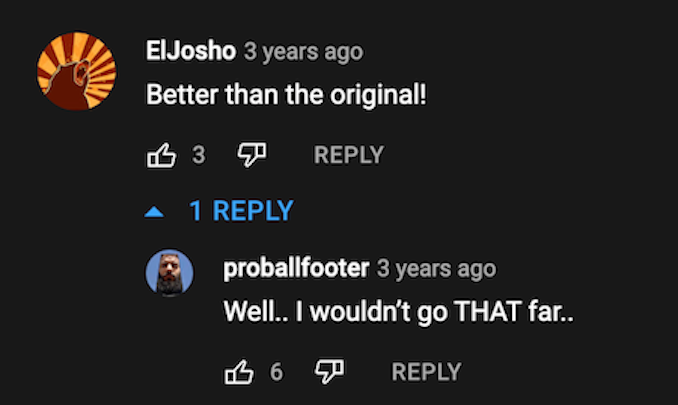 ElJosho 3 years ago
Better than the original!
3 REPLY
1 REPLY
proballfooter 3 years ago
Well.. I wouldn’t go THAT far..
6 REPLY